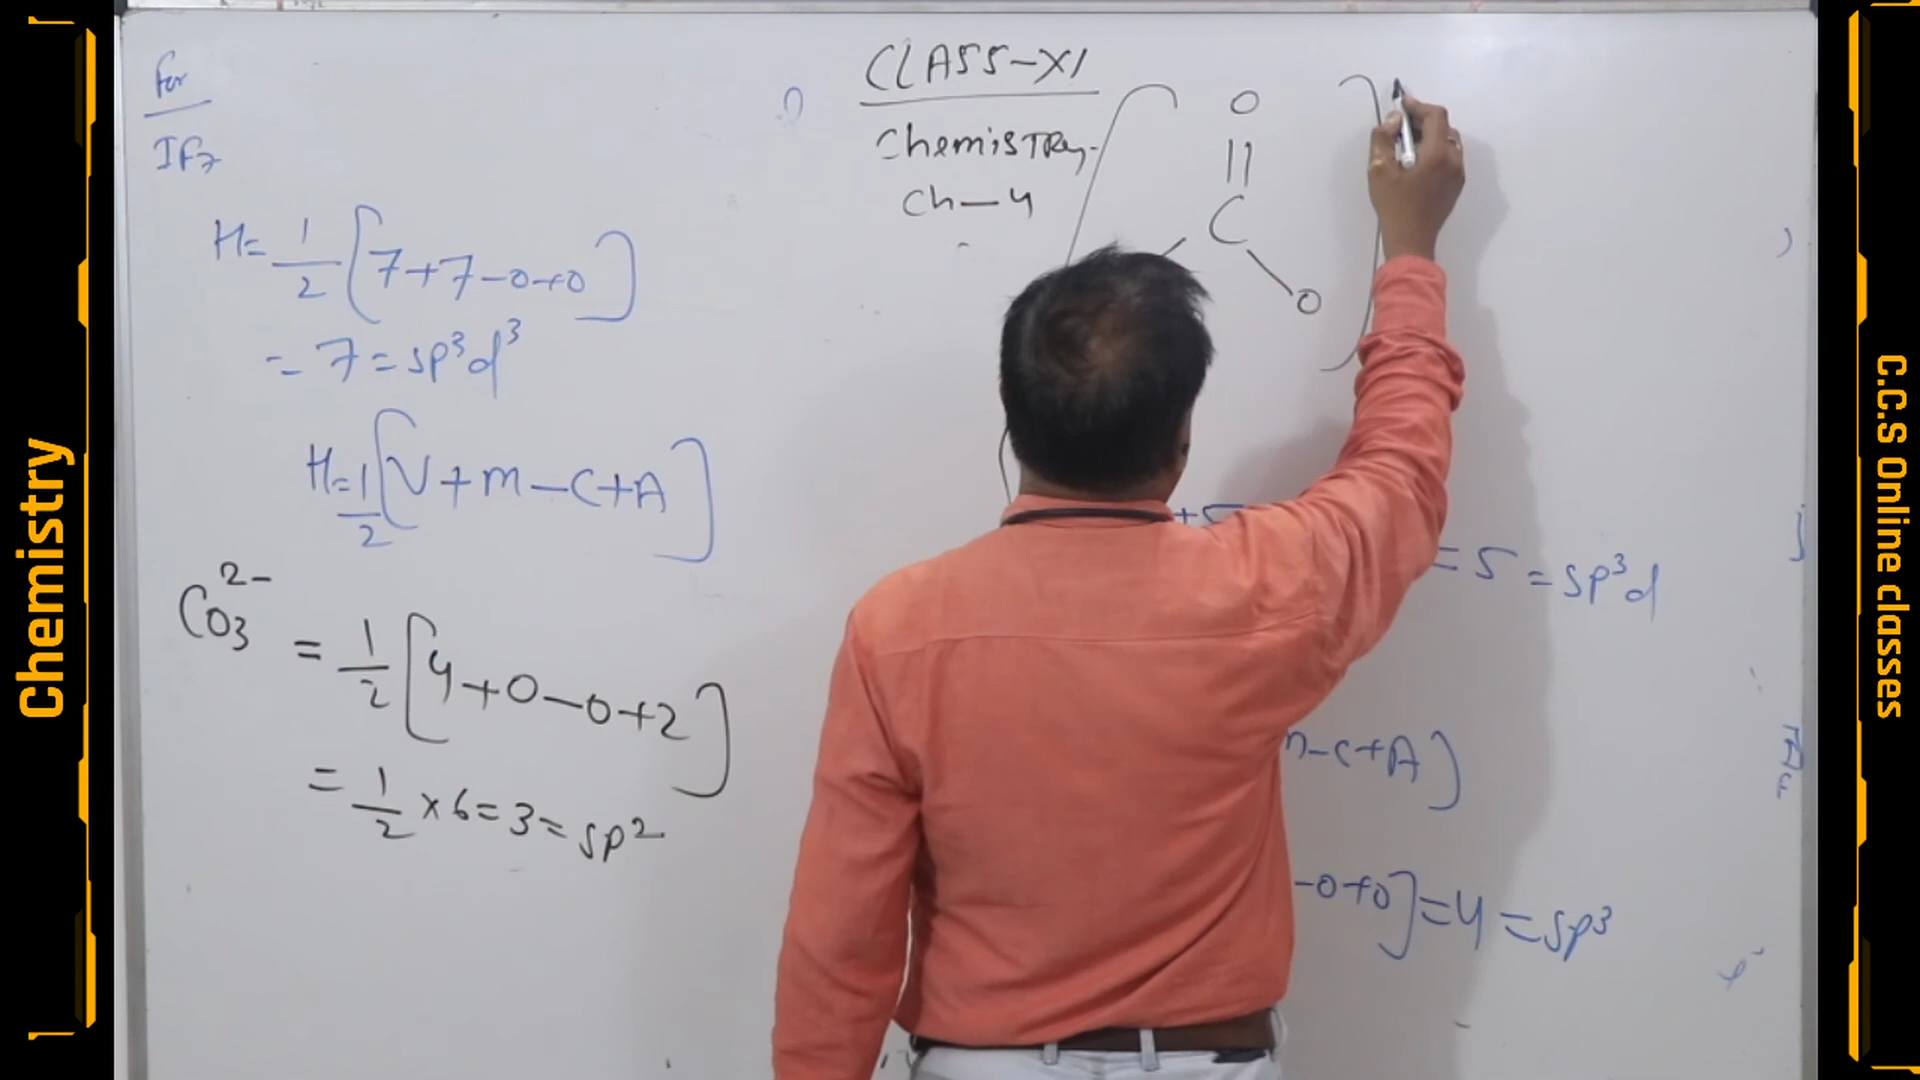 Chemistry
For
IF7
H= 1/2 [7+7-0+0]
= 7 = sp³d³
H= 1/2 [V+M-C+A]
CO3 2-
= 1/2 [4+0-0+2]
= 1/2 × 6 = 3 = sp²
CLASS-XI
ChemisTRy-
Ch-4
O
||
C
O
= 5 = sp³d
-C+A)
-0+0] = 4 = sp³
C.C.S Online classes